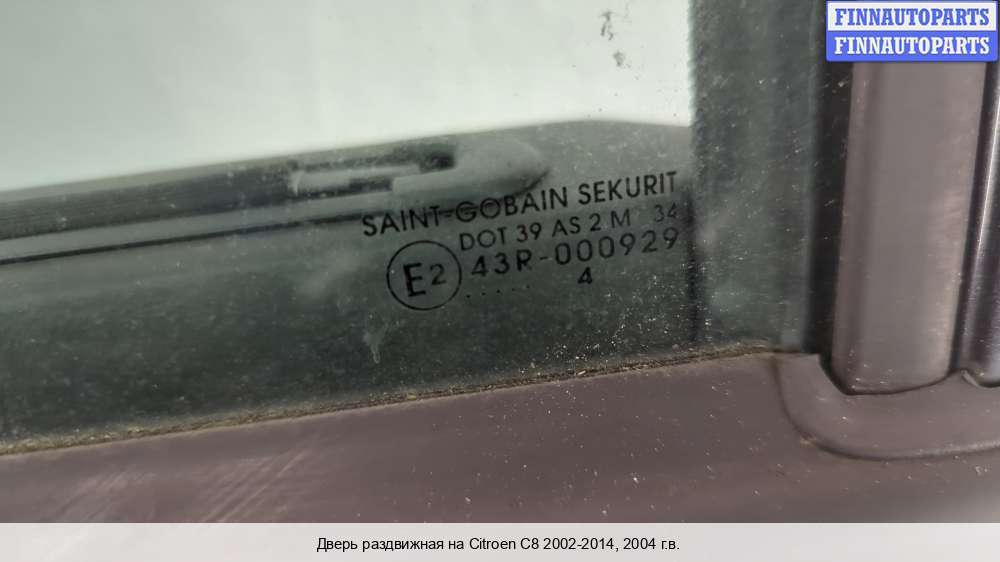 FINNAUTOPARTS
FINNAUTOPARTS
SAINT-GOBAIN SEKURIT
DOT 39 AS 2 M 34
E2 43R-000929
..... 4
Дверь раздвижная на Citroen C8 2002-2014, 2004 г.в.